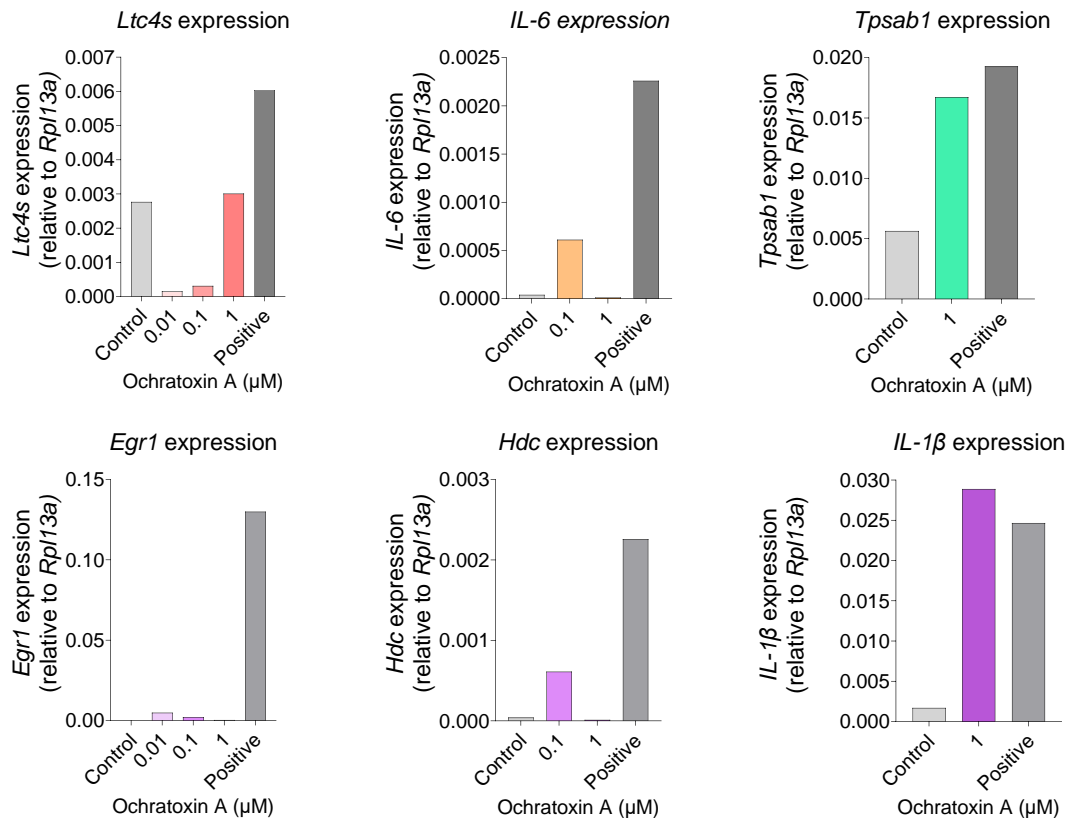 Ltc4s expression
Ltc4s expression
(relative to Rpl13a)
0.007
0.006
0.005
0.004
0.003
0.002
0.001
0.000
Control
0.01
0.1
1
Positive
Ochratoxin A (µM)
IL-6 expression
IL-6 expression
(relative to Rpl13a)
0.0025
0.0020
0.0015
0.0010
0.0005
0.0000
Control
0.1
1
Positive
Ochratoxin A (µM)
Tpsab1 expression
Tpsab1 expression
(relative to Rpl13a)
0.020
0.015
0.010
0.005
0.000
Control
1
Positive
Ochratoxin A (µM)
Egr1 expression
Egr1 expression
(relative to Rpl13a)
0.15
0.10
0.05
0.00
Control
0.01
0.1
1
Positive
Ochratoxin A (µM)
Hdc expression
Hdc expression
(relative to Rpl13a)
0.003
0.002
0.001
0.000
Control
0.1
1
Positive
Ochratoxin A (µM)
IL-1β expression
IL-1β expression
(relative to Rpl13a)
0.030
0.025
0.020
0.015
0.010
0.005
0.000
Control
1
Positive
Ochratoxin A (µM)